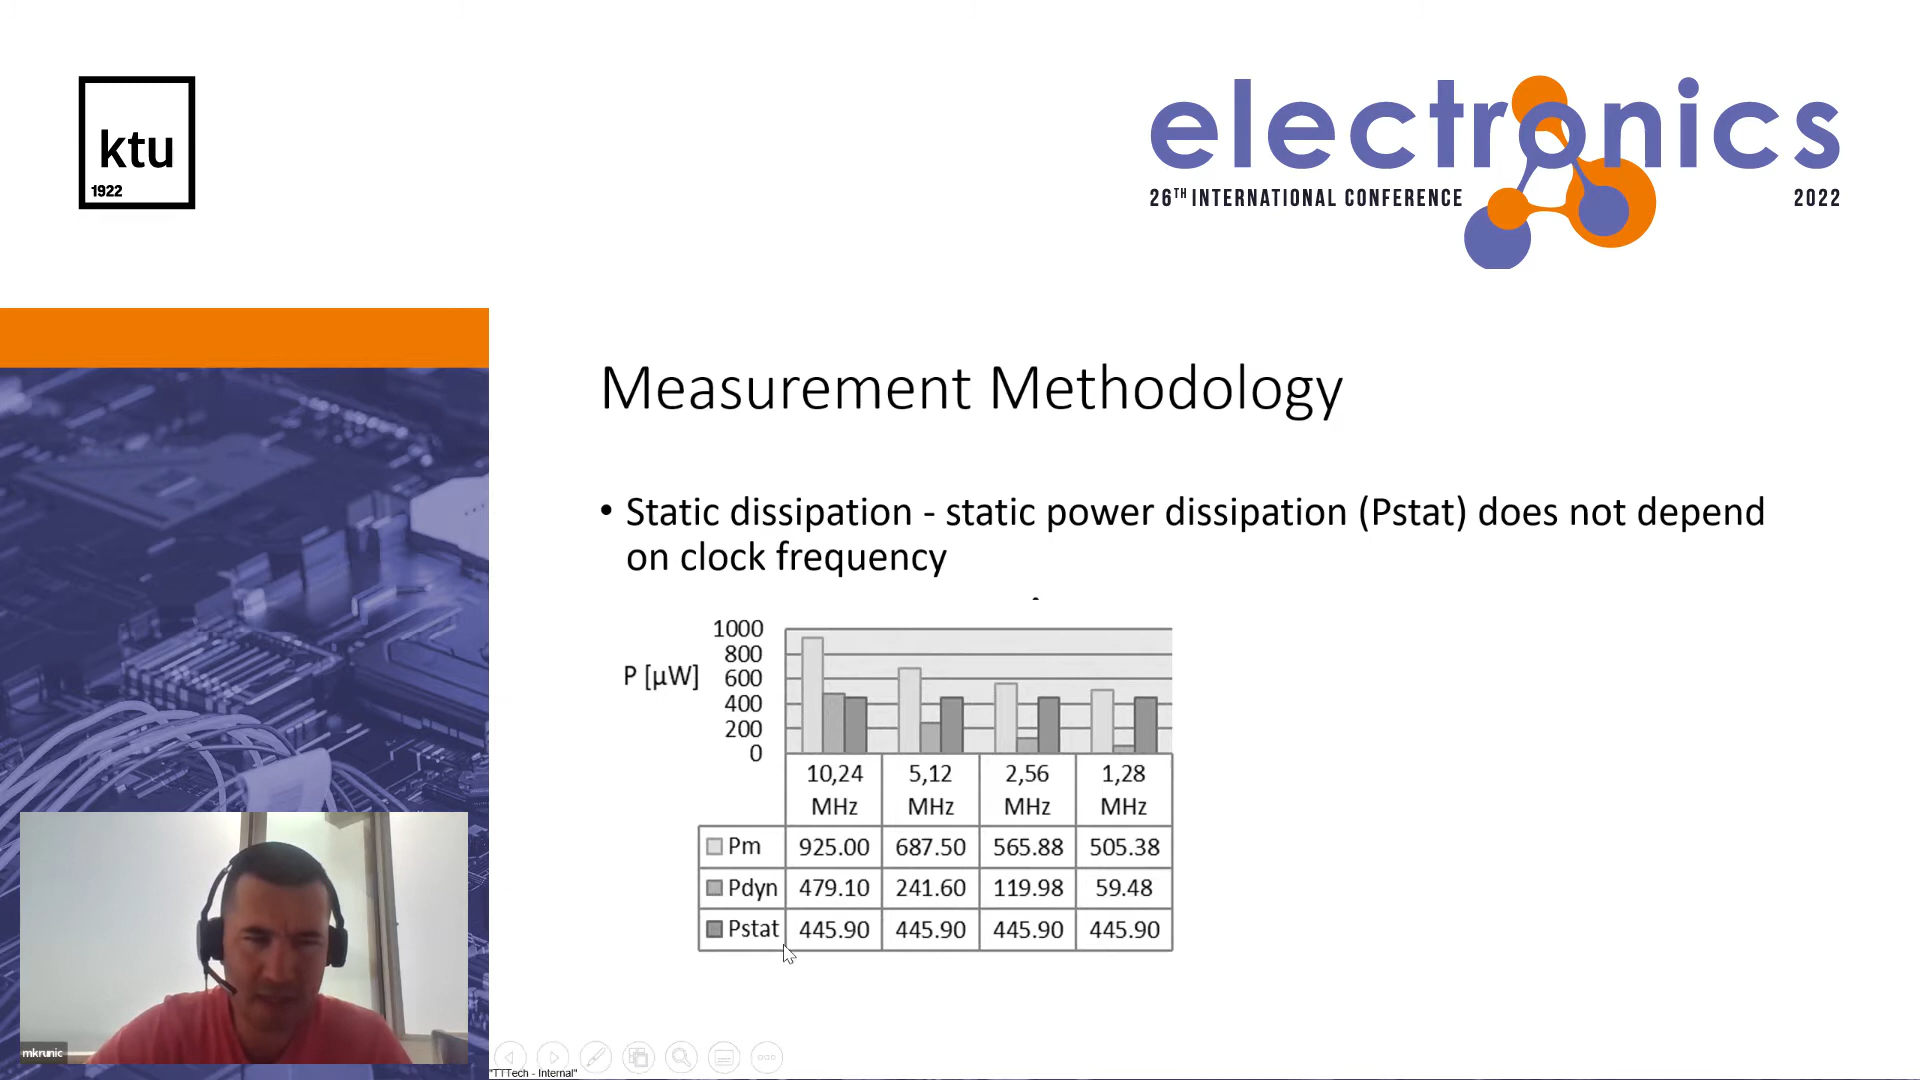 ktu
1922
electronics
26TH INTERNATIONAL CONFERENCE 2022
Measurement Methodology
• Static dissipation - static power dissipation (Pstat) does not depend
on clock frequency
1000
800
P [µW] 600
400
200
0
10,24 5,12 2,56 1,28
MHz MHz MHz MHz
Pm 925.00 687.50 565.88 505.38
Pdyn 479.10 241.60 119.98 59.48
Pstat 445.90 445.90 445.90 445.90
mkrunic
"TTTech - Internal"